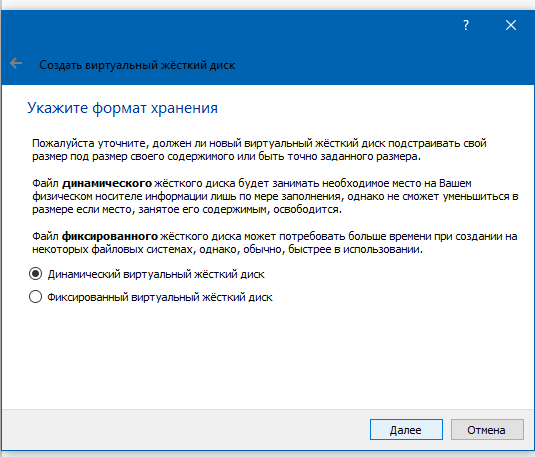 ?
Создать виртуальный жёсткий диск
Укажите формат хранения
Пожалуйста уточните, должен ли новый виртуальный жёсткий диск подстраивать свой
размер под размер своего содержимого или быть точно заданного размера.
Файл динамического жёсткого диска будет занимать необходимое место на Вашем
физическом носителе информации лишь по мере заполнения, однако не сможет уменьшиться в
размере если место, занятое его содержимым, освободится.
Файл фиксированного жёсткого диска может потребовать больше времени при создании на
некоторых файловых системах, однако, обычно, быстрее в использовании.
Динамический виртуальный жёсткий диск
Фиксированный виртуальный жёсткий диск
Далее
Отмена